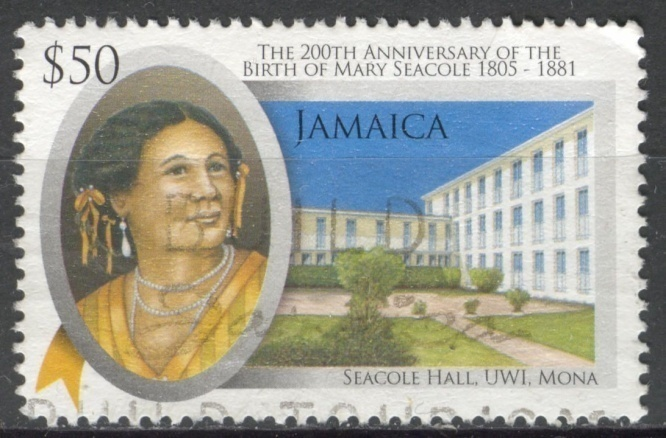 $50
THE 200TH ANNIVERSARY OF THE
BIRTH OF MARY SEACOLE 1805 - 1881
JAMAICA
SEACOLE HALL, UWI, MONA